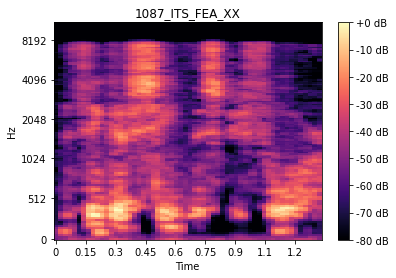 1087_ITS_FEA_XX
Hz
8192
4096
2048
1024
512
0
0 0.15 0.3 0.45 0.6 0.75 0.9 1.1 1.2
Time
+0 dB
-10 dB
-20 dB
-30 dB
-40 dB
-50 dB
-60 dB
-70 dB
-80 dB